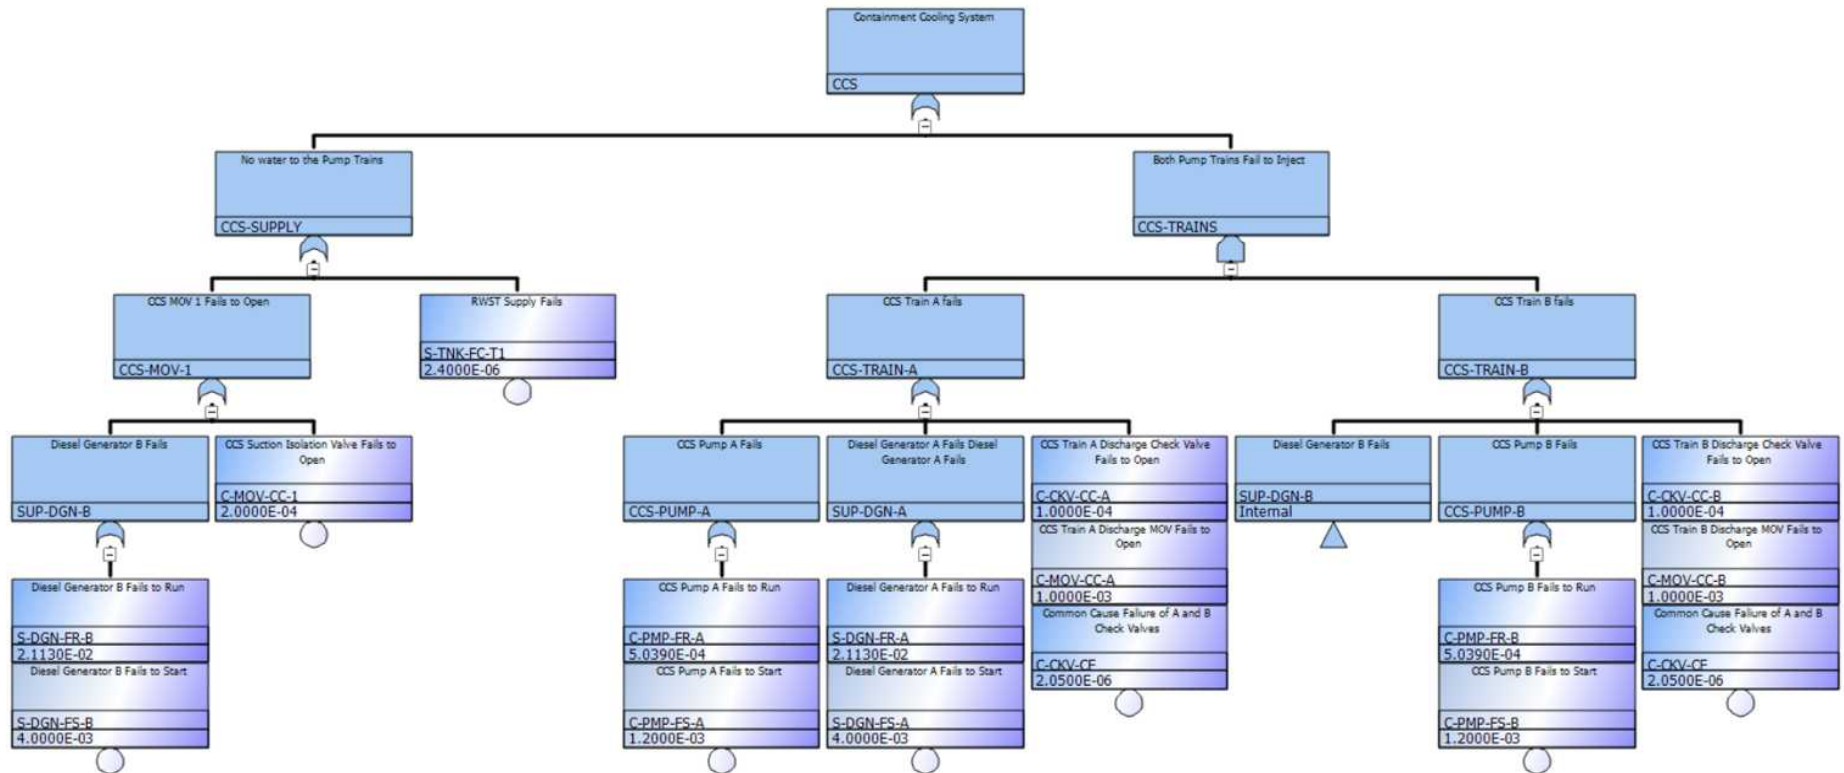 Containment Cooling System
CCS
No water to the Pump Trains
CCS-SUPPLY
Both Pump Trains Fail to Inject
CCS-TRAINS
CCS MOV 1 Fails to Open
CCS-MOV-1
RWST Supply Fails
S-TNK-FC-T1
2.4000E-06
CCS Train A fails
CCS-TRAIN-A
CCS Train B fails
CCS-TRAIN-B
Diesel Generator B Fails
SUP-DGN-B
CCS Suction Isolation Valve Fails to
Open
C-MOV-CC-1
2.0000E-04
CCS Pump A Fails
CCS-PUMP-A
Diesel Generator A Fails Diesel
Generator A Fails
SUP-DGN-A
CCS Train A Discharge Check Valve
Fails to Open
C-CKV-CC-A
1.0000E-04
CCS Train A Discharge MOV Fails to
Open
C-MOV-CC-A
1.0000E-03
Common Cause Faliure of A and B
Check Valves
C-CKV-CF
2.0500E-06
Diesel Generator B Fails
SUP-DGN-B
Internal
CCS Pump B Fails
CCS-PUMP-B
CCS Train B Discharge Check Valve
Fails to Open
C-CKV-CC-B
1.0000E-04
CCS Train B Discharge MOV Fails to
Open
C-MOV-CC-B
1.0000E-03
Common Cause Faliure of A and B
Check Valves
C-CKV-CF
2.0500E-06
Diesel Generator B Fails to Run
S-DGN-FR-B
2.1130E-02
Diesel Generator B Fails to Start
S-DGN-FS-B
4.0000E-03
CCS Pump A Fails to Run
C-PMP-FR-A
5.0390E-04
CCS Pump A Fails to Start
C-PMP-FS-A
1.2000E-03
Diesel Generator A Fails to Run
S-DGN-FR-A
2.1130E-02
Diesel Generator A Fails to Start
S-DGN-FS-A
4.0000E-03
CCS Pump B Fails to Run
C-PMP-FR-B
5.0390E-04
CCS Pump B Fails to Start
C-PMP-FS-B
1.2000E-03